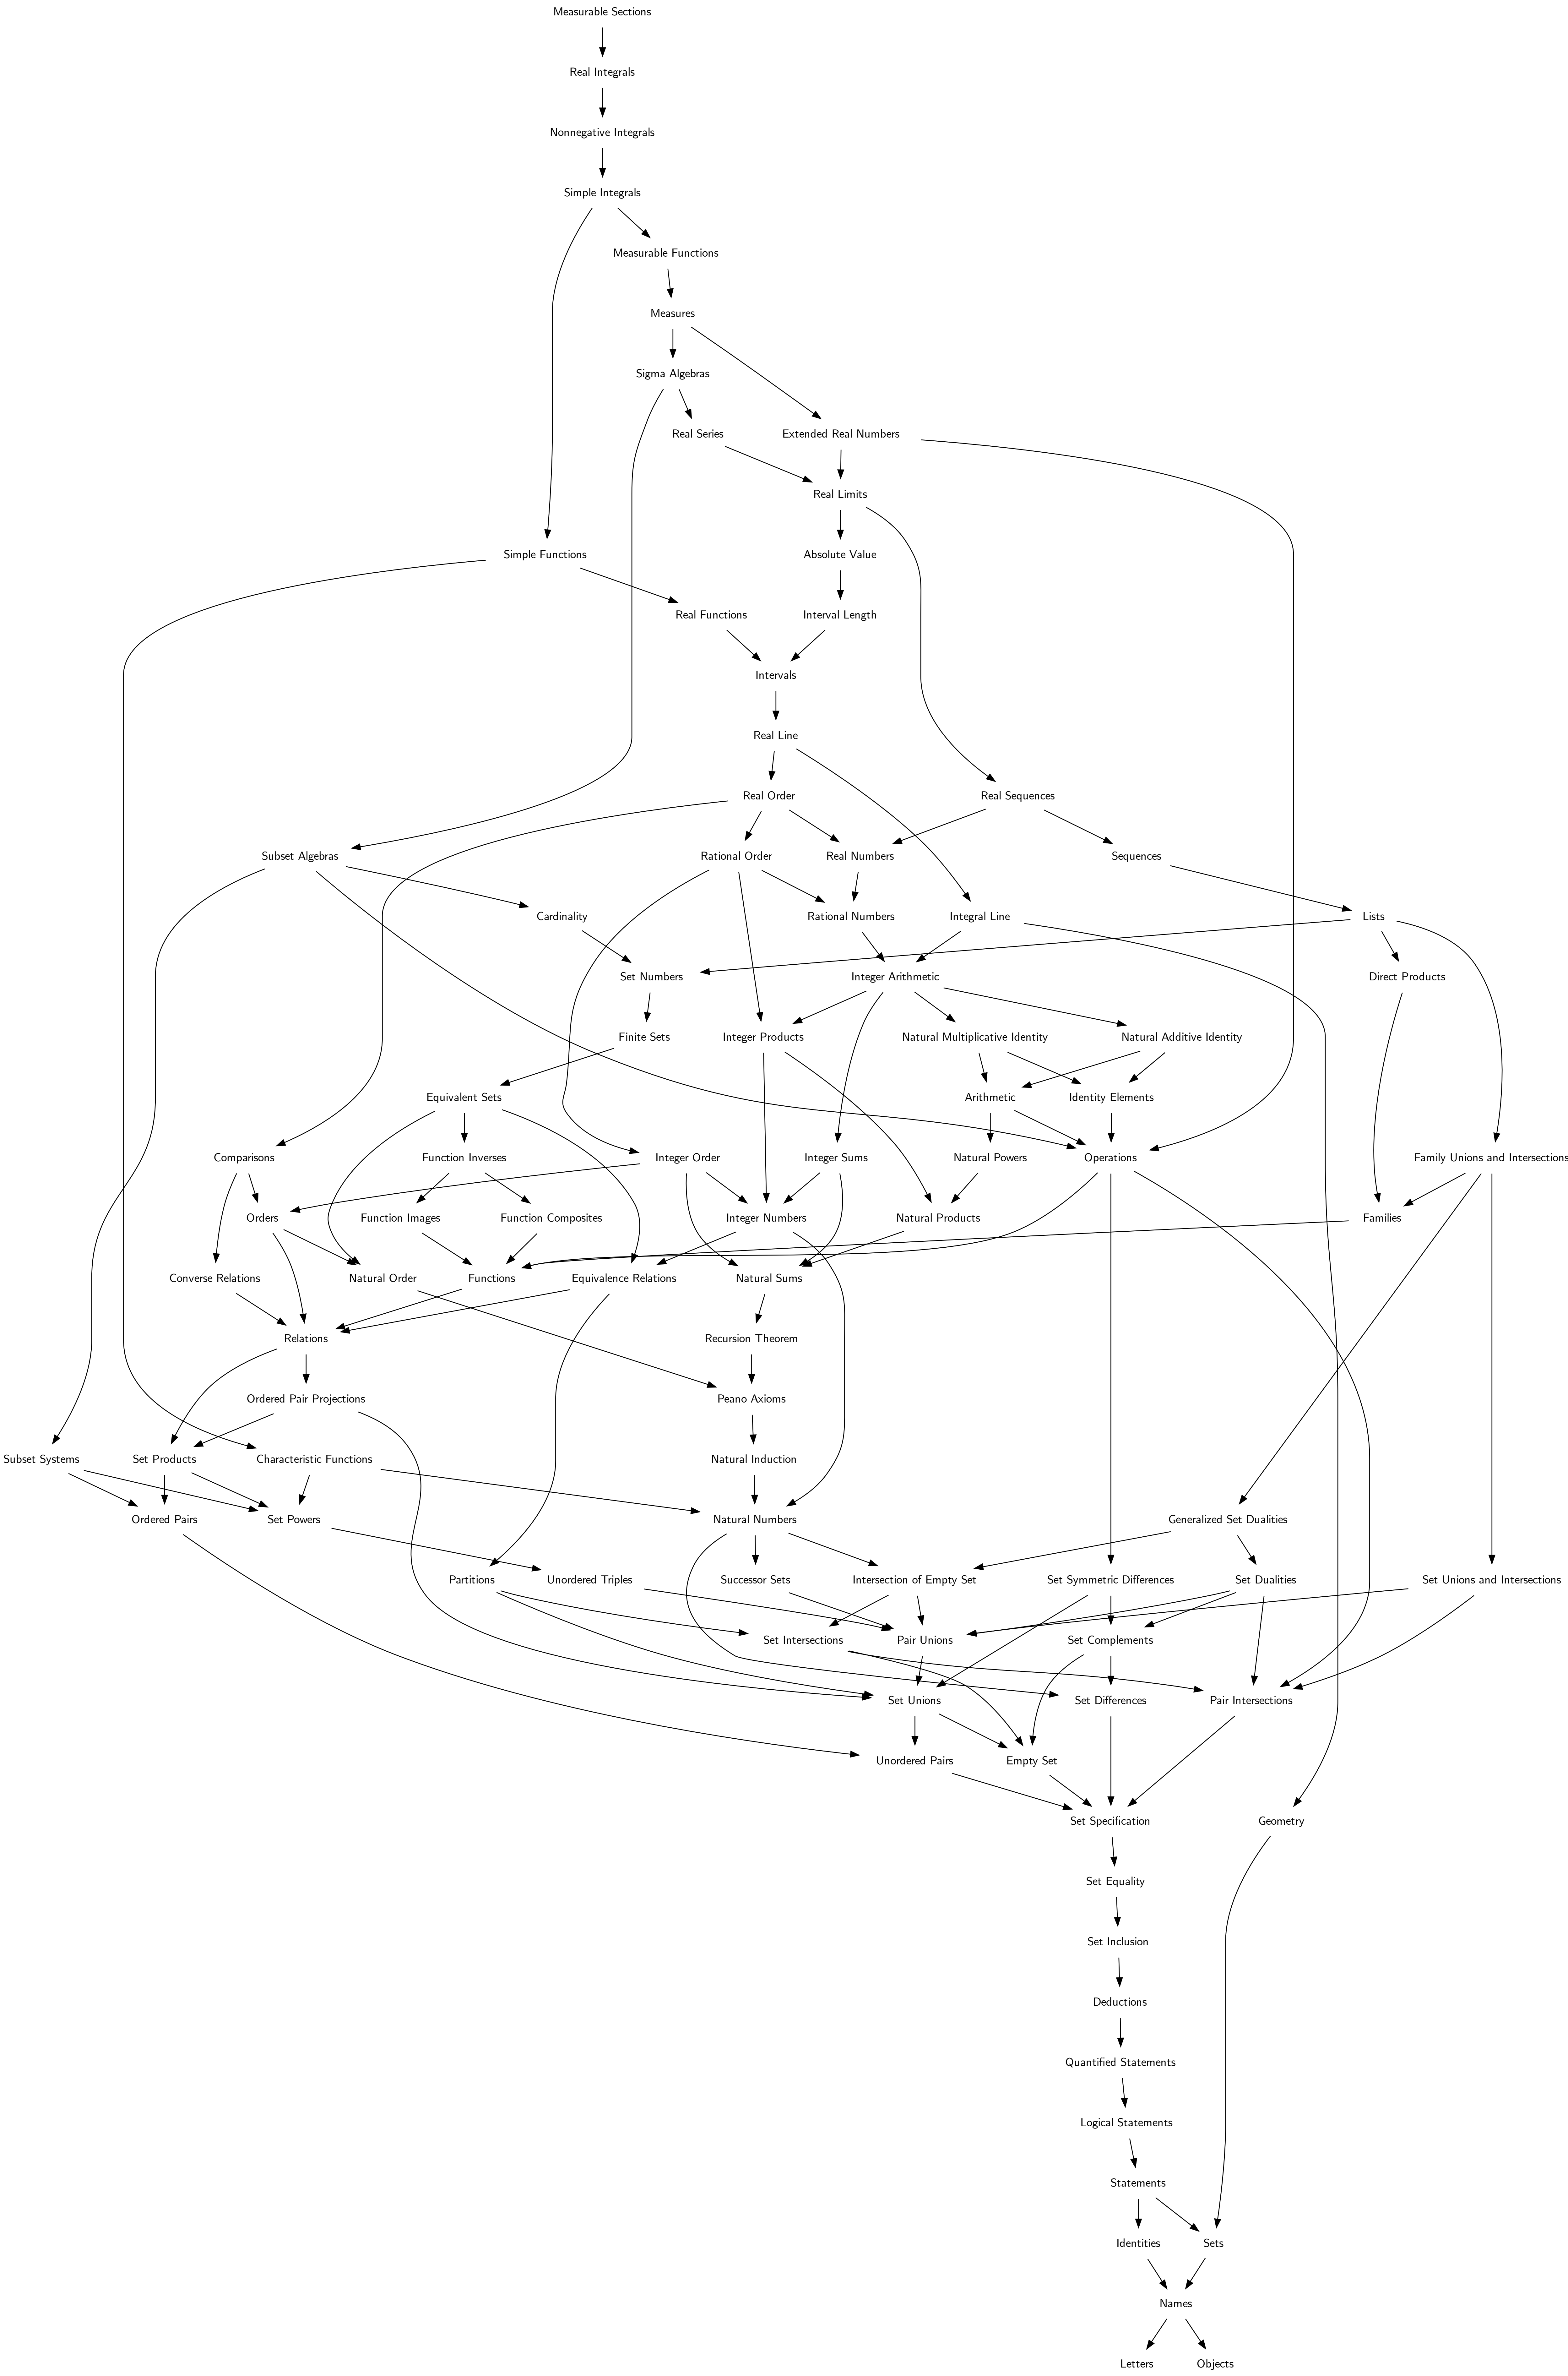 Measurable Sections
Real Integrals
Nonnegative Integrals
Simple Integrals
Measurable Functions
Measures
Sigma Algebras
Real Series
Extended Real Numbers
Real Limits
Simple Functions
Absolute Value
Real Functions
Interval Length
Intervals
Real Line
Real Order
Real Sequences
Subset Algebras
Rational Order
Real Numbers
Sequences
Cardinality
Rational Numbers
Integral Line
Lists
Set Numbers
Integer Arithmetic
Direct Products
Finite Sets
Integer Products
Natural Multiplicative Identity
Natural Additive Identity
Equivalent Sets
Arithmetic
Identity Elements
Comparisons
Function Inverses
Integer Order
Integer Sums
Natural Powers
Operations
Family Unions and Intersections
Orders
Function Images
Function Composites
Integer Numbers
Natural Products
Families
Converse Relations
Natural Order
Functions
Equivalence Relations
Natural Sums
Relations
Recursion Theorem
Ordered Pair Projections
Peano Axioms
Subset Systems
Set Products
Characteristic Functions
Natural Induction
Ordered Pairs
Set Powers
Natural Numbers
Generalized Set Dualities
Partitions
Unordered Triples
Successor Sets
Intersection of Empty Set
Set Symmetric Differences
Set Dualities
Set Unions and Intersections
Set Intersections
Pair Unions
Set Complements
Set Unions
Set Differences
Pair Intersections
Unordered Pairs
Empty Set
Set Specification
Geometry
Set Equality
Set Inclusion
Deductions
Quantified Statements
Logical Statements
Statements
Identities
Sets
Names
Letters
Objects